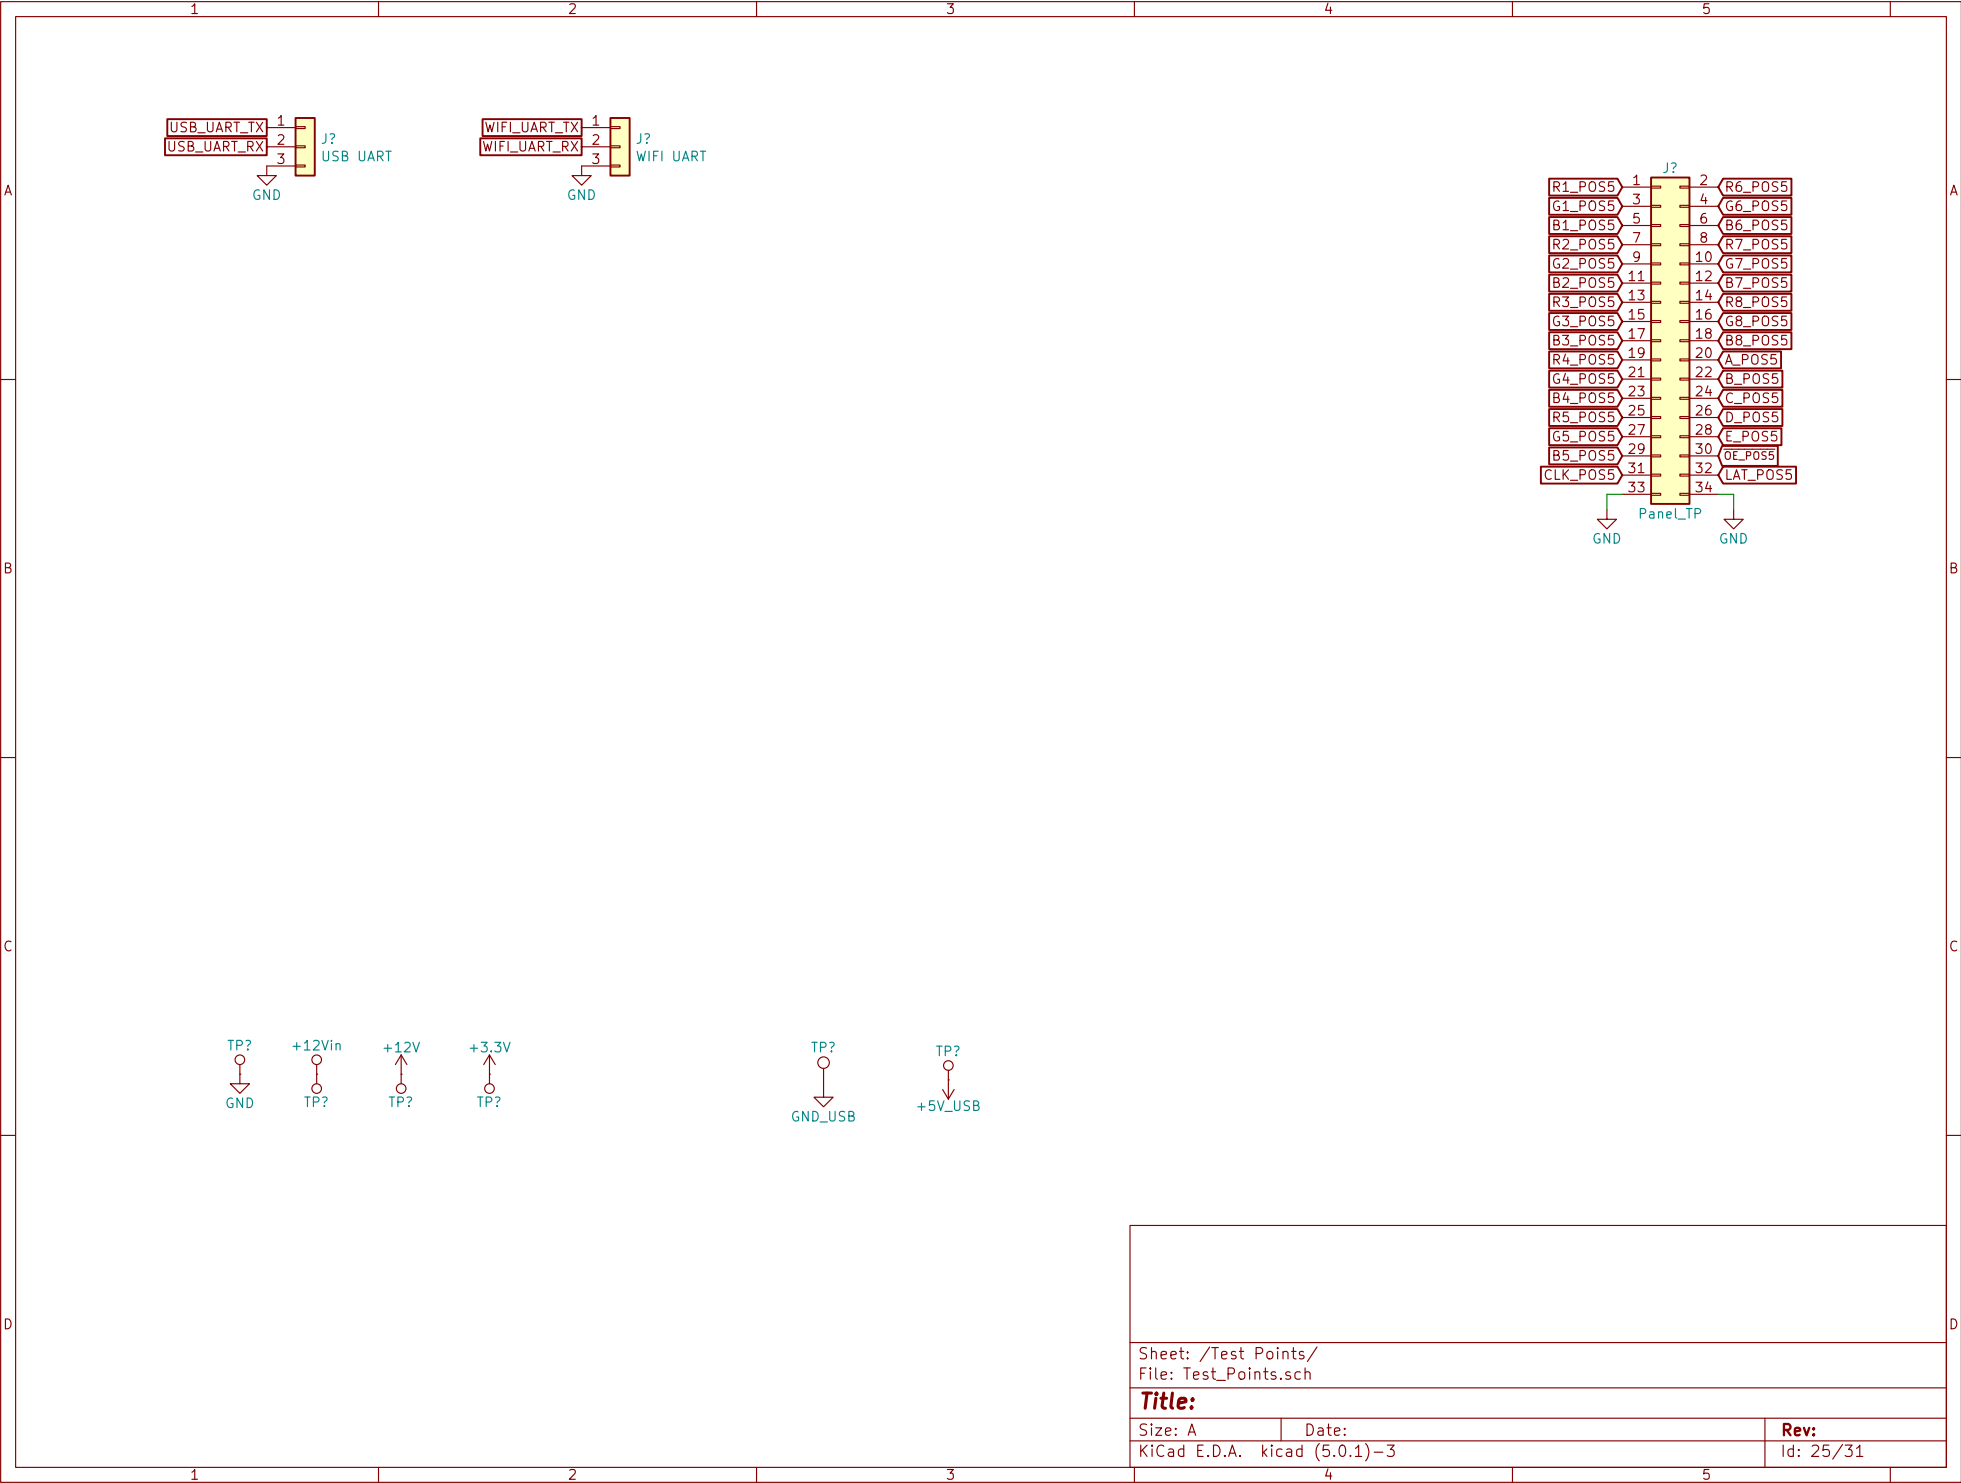 1 2 3 4 5
USB_UART_TX 1
USB_UART_RX 2
3
J?
USB UART
GND
WIFI_UART_TX 1
WIFI_UART_RX 2
3
J?
WIFI UART
GND
A A
J?
R1_POS5 1 2 R6_POS5
G1_POS5 3 4 G6_POS5
B1_POS5 5 6 B6_POS5
R2_POS5 7 8 R7_POS5
G2_POS5 9 10 G7_POS5
B2_POS5 11 12 B7_POS5
R3_POS5 13 14 R8_POS5
G3_POS5 15 16 G8_POS5
B3_POS5 17 18 B8_POS5
R4_POS5 19 20 A_POS5
G4_POS5 21 22 B_POS5
B4_POS5 23 24 C_POS5
R5_POS5 25 26 D_POS5
G5_POS5 27 28 E_POS5
B5_POS5 29 30 OE_POS5
CLK_POS5 31 32 LAT_POS5
33 34
Panel_TP
GND GND
B B
C C
TP? +12Vin +12V +3.3V TP? TP?
GND TP? TP? TP? GND_USB +5V_USB
D D
Sheet: /Test Points/
File: Test_Points.sch
Title:
Size: A Date: Rev:
KiCad E.D.A. kicad (5.0.1)-3 Id: 25/31
1 2 3 4 5